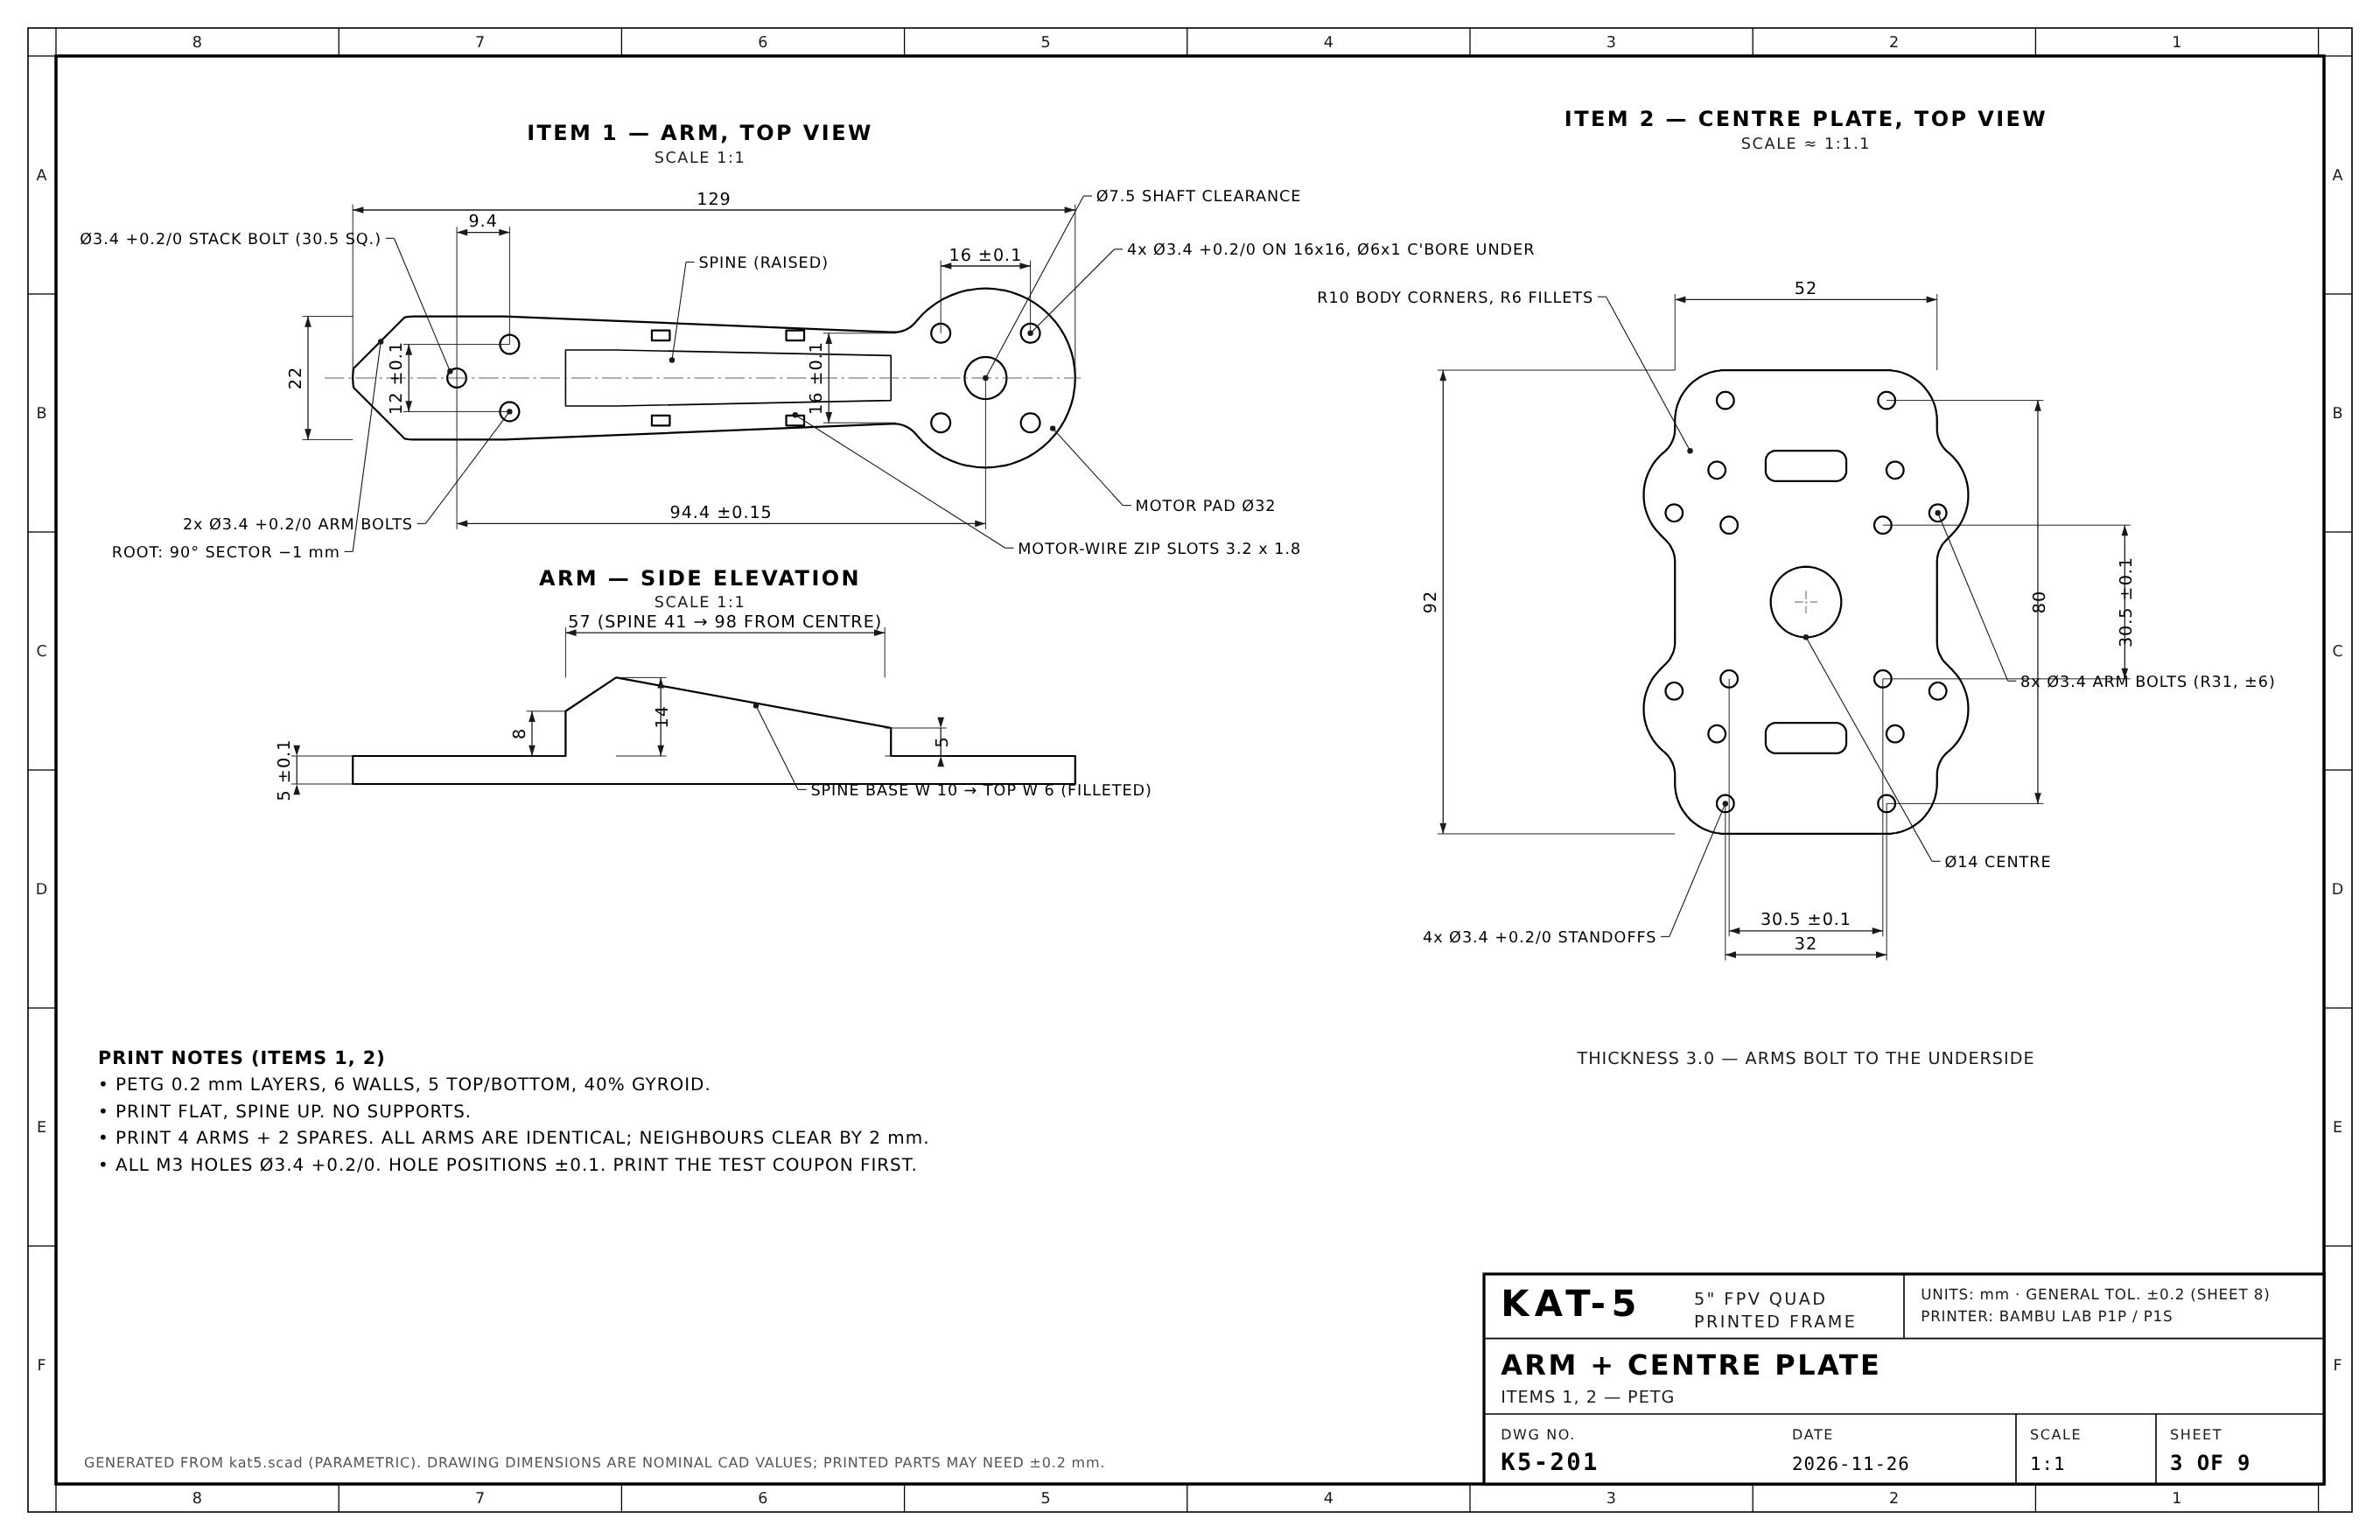 8 7 6 5 4 3 2 1
A A
B B
C C
D D
E E
F F
ITEM 1 — ARM, TOP VIEW
SCALE 1:1
129
9.4
Ø3.4 +0.2/0 STACK BOLT (30.5 SQ.)
SPINE (RAISED)
16 ±0.1
Ø7.5 SHAFT CLEARANCE
4x Ø3.4 +0.2/0 ON 16x16, Ø6x1 C'BORE UNDER
22
12 ±0.1
16 ±0.1
MOTOR PAD Ø32
94.4 ±0.15
2x Ø3.4 +0.2/0 ARM BOLTS
ROOT: 90° SECTOR −1 mm
MOTOR-WIRE ZIP SLOTS 3.2 x 1.8
ARM — SIDE ELEVATION
SCALE 1:1
57 (SPINE 41 → 98 FROM CENTRE)
8
14
5
5 ±0.1
SPINE BASE W 10 → TOP W 6 (FILLETED)
ITEM 2 — CENTRE PLATE, TOP VIEW
SCALE ≈ 1:1.1
R10 BODY CORNERS, R6 FILLETS
52
92
80
30.5 ±0.1
8x Ø3.4 ARM BOLTS (R31, ±6)
Ø14 CENTRE
4x Ø3.4 +0.2/0 STANDOFFS
30.5 ±0.1
32
THICKNESS 3.0 — ARMS BOLT TO THE UNDERSIDE
PRINT NOTES (ITEMS 1, 2)
• PETG 0.2 mm LAYERS, 6 WALLS, 5 TOP/BOTTOM, 40% GYROID.
• PRINT FLAT, SPINE UP. NO SUPPORTS.
• PRINT 4 ARMS + 2 SPARES. ALL ARMS ARE IDENTICAL; NEIGHBOURS CLEAR BY 2 mm.
• ALL M3 HOLES Ø3.4 +0.2/0. HOLE POSITIONS ±0.1. PRINT THE TEST COUPON FIRST.
KAT-5
5" FPV QUAD
PRINTED FRAME
UNITS: mm · GENERAL TOL. ±0.2 (SHEET 8)
PRINTER: BAMBU LAB P1P / P1S
ARM + CENTRE PLATE
ITEMS 1, 2 — PETG
DWG NO. DATE SCALE SHEET
K5-201 2026-11-26 1:1 3 OF 9
GENERATED FROM kat5.scad (PARAMETRIC). DRAWING DIMENSIONS ARE NOMINAL CAD VALUES; PRINTED PARTS MAY NEED ±0.2 mm.
8 7 6 5 4 3 2 1